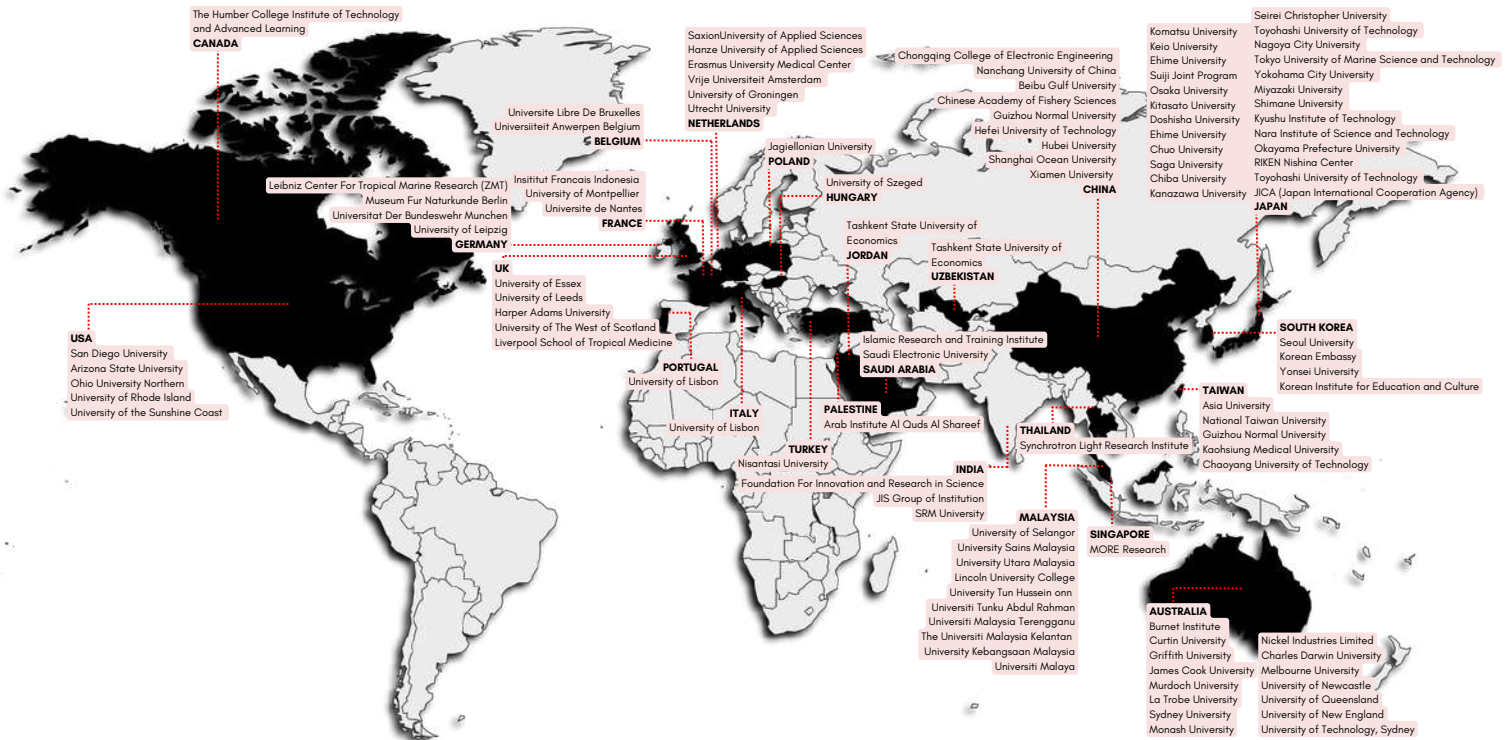 The Humber College Institute of Technology
and Advanced Learning
CANADA
SaxionUniversity of Applied Sciences
Hanze University of Applied Sciences
Erasmus University Medical Center
Vrije Universiteit Amsterdam
University of Groningen
Utrecht University
NETHERLANDS
Universite Libre De Bruxelles
Universiiteit Anwerpen Belgium
BELGIUM
Jagiellonian University
POLAND
Leibniz Center For Tropical Marine Research (ZMT)
Museum Fur Naturkunde Berlin
Universitat Der Bundeswehr Munchen
University of Leipzig
GERMANY
Insititut Francais Indonesia
University of Montpellier
Universite de Nantes
FRANCE
University of Szeged
HUNGARY
Chongqing College of Electronic Engineering
Nanchang University of China
Beibu Gulf University
Chinese Academy of Fishery Sciences
Guizhou Normal University
Hefei University of Technology
Hubei University
Shanghai Ocean University
Xiamen University
CHINA
Komatsu University
Keio University
Ehime University
Suiji Joint Program
Osaka University
Kitasato University
Doshisha University
Ehime University
Chuo University
Saga University
Chiba University
Kanazawa University
Seirei Christopher University
Toyohashi University of Technology
Nagoya City University
Tokyo University of Marine Science and Technology
Yokohama City University
Miyazaki University
Shimane University
Kyushu Institute of Technology
Nara Institute of Science and Technology
Okayama Prefecture University
RIKEN Nishina Center
Toyohashi University of Technology
JICA (Japan International Cooperation Agency)
JAPAN
Tashkent State University of
Economics
JORDAN
Tashkent State University of
Economics
UZBEKISTAN
UK
University of Essex
University of Leeds
Harper Adams University
University of The West of Scotland
Liverpool School of Tropical Medicine
USA
San Diego University
Arizona State University
Ohio University Northern
University of Rhode Island
University of the Sunshine Coast
PORTUGAL
University of Lisbon
ITALY
University of Lisbon
TURKEY
Nisantasi University
Islamic Research and Training Institute
Saudi Electronic University
SAUDI ARABIA
PALESTINE
Arab Institute Al Quds Al Shareef
SOUTH KOREA
Seoul University
Korean Embassy
Yonsei University
Korean Institute for Education and Culture
TAIWAN
Asia University
National Taiwan University
Guizhou Normal University
Kaohsiung Medical University
Chaoyang University of Technology
THAILAND
Synchrotron Light Research Institute
INDIA
Foundation For Innovation and Research in Science
JIS Group of Institution
SRM University
MALAYSIA
University of Selangor
University Sains Malaysia
University Utara Malaysia
Lincoln University College
University Tun Hussein onn
Universiti Tunku Abdul Rahman
Universiti Malaysia Terengganu
The Universiti Malaysia Kelantan
University Kebangsaan Malaysia
Universiti Malaya
SINGAPORE
MORE Research
AUSTRALIA
Burnet Institute
Curtin University
Griffith University
James Cook University
Murdoch University
La Trobe University
Sydney University
Monash University
Nickel Industries Limited
Charles Darwin University
Melbourne University
University of Newcastle
University of Queensland
University of New England
University of Technology, Sydney